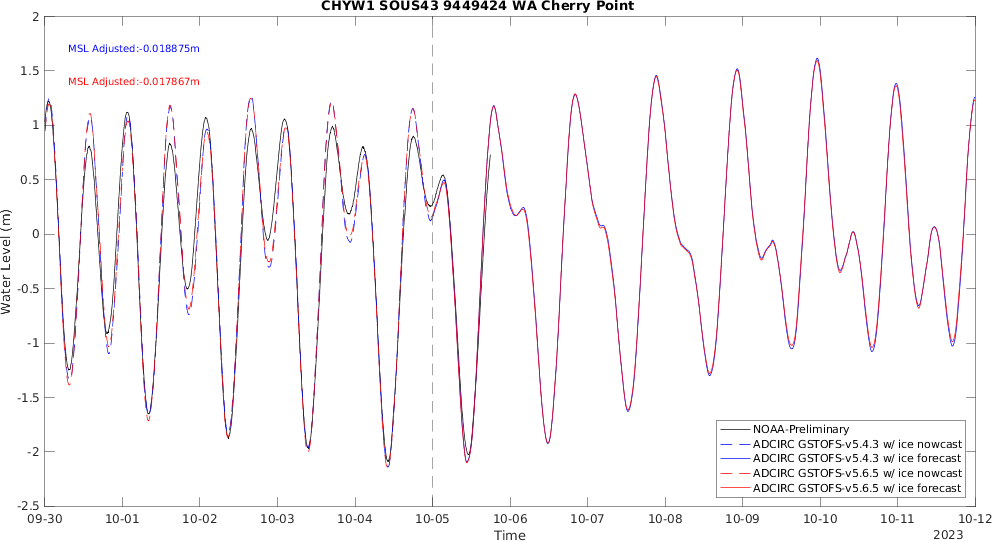 CHYW1 SOUS43 9449424 WA Cherry Point
MSL Adjusted:-0.018875m
MSL Adjusted:-0.017867m
Water Level (m)
2
1.5
1
0.5
0
-0.5
-1
-1.5
-2
-2.5
NOAA-Preliminary
ADCIRC GSTOFS-v5.4.3 w/ ice nowcast
ADCIRC GSTOFS-v5.4.3 w/ ice forecast
ADCIRC GSTOFS-v5.6.5 w/ ice nowcast
ADCIRC GSTOFS-v5.6.5 w/ ice forecast
09-30 10-01 10-02 10-03 10-04 10-05 10-06 10-07 10-08 10-09 10-10 10-11 10-12
Time
2023